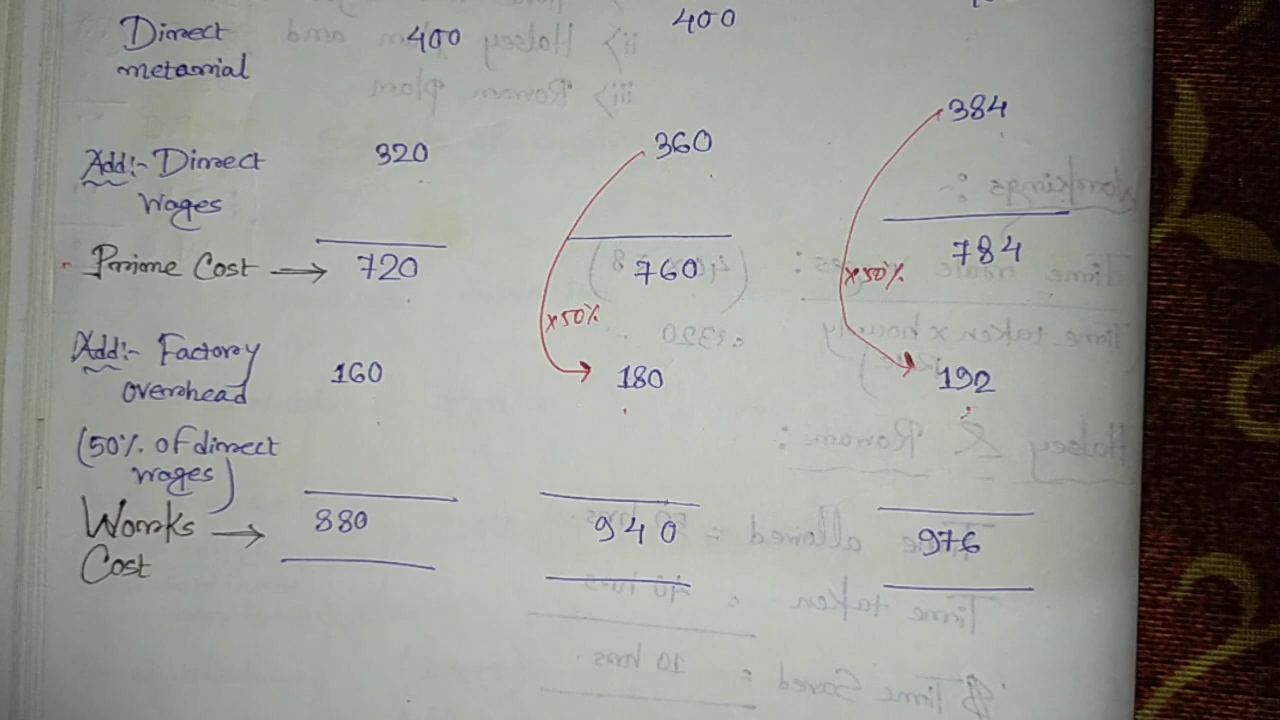 Direct 400 400
metarial
384
Add:- Direct 320 360
wages
Prime Cost → 720 760 784
x50% x50%
Add:- Factory 160 180 192
overhead
(50% of direct
wages)
Works → 880 940 976
Cost